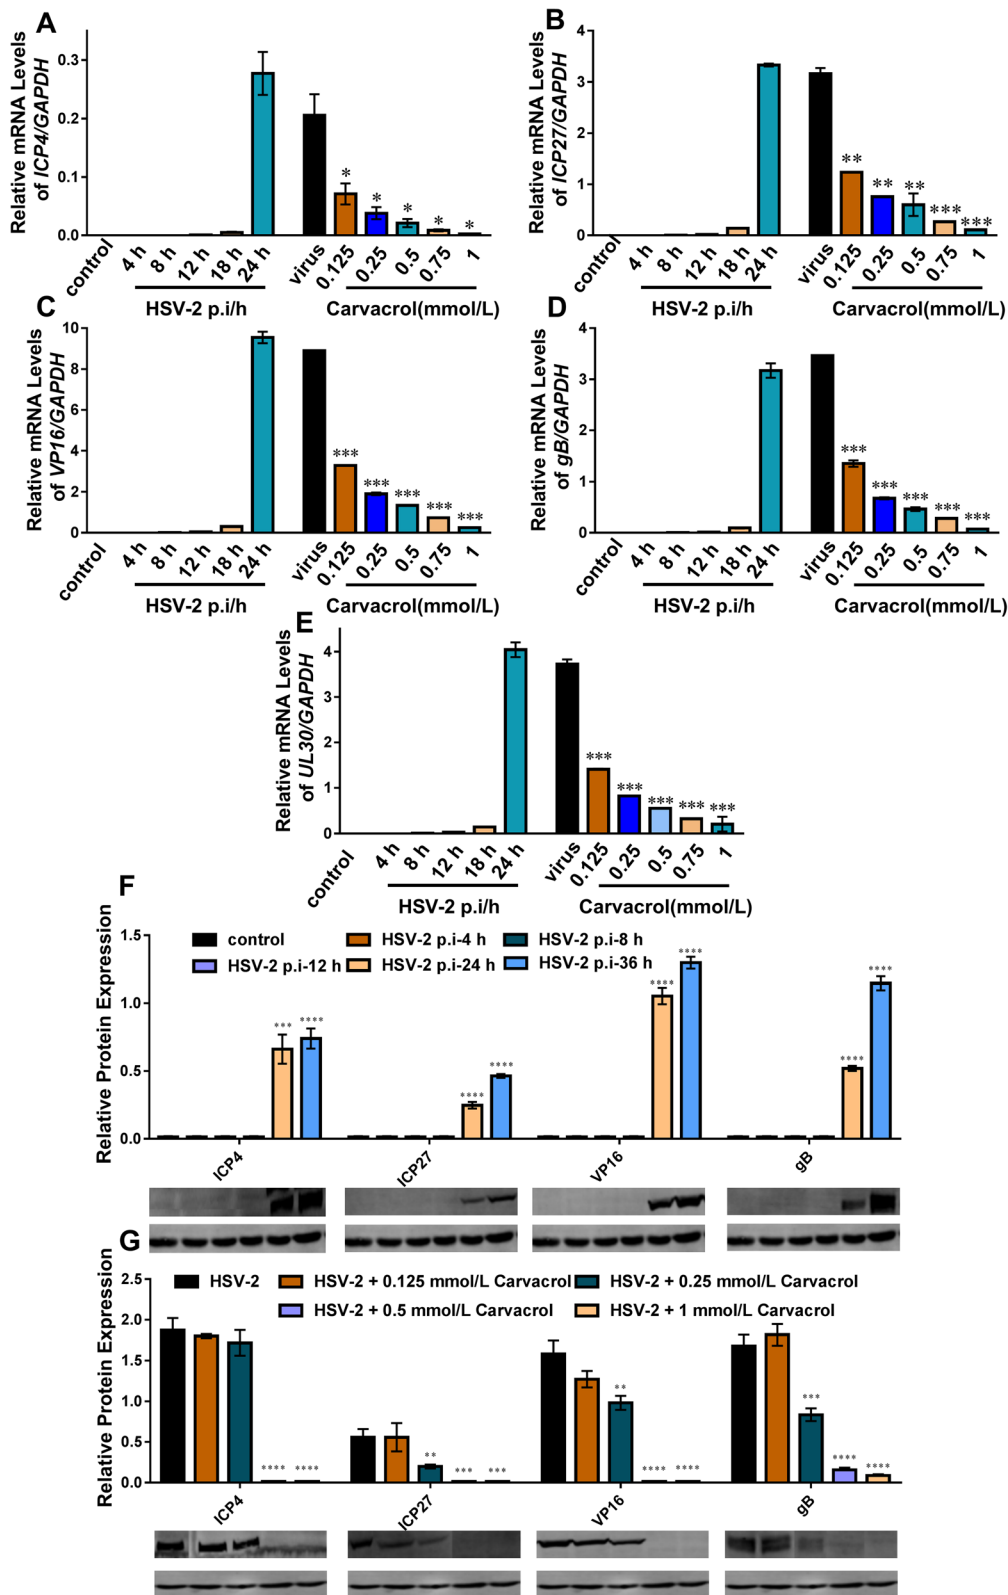 A
Relative mRNA Levels
of ICP4/GAPDH
0.3
0.2
0.1
0.0
* * * * *
control 4 h 8 h 12 h 18 h 24 h virus 0.125 0.25 0.5 0.75 1
HSV-2 p.i/h Carvacrol(mmol/L)
B
Relative mRNA Levels
of ICP27/GAPDH
4
3
2
1
0
** ** ** *** ***
control 4 h 8 h 12 h 18 h 24 h virus 0.125 0.25 0.5 0.75 1
HSV-2 p.i/h Carvacrol(mmol/L)
C
Relative mRNA Levels
of VP16/GAPDH
10
8
6
4
2
0
*** *** *** *** ***
control 4 h 8 h 12 h 18 h 24 h virus 0.125 0.25 0.5 0.75 1
HSV-2 p.i/h Carvacrol(mmol/L)
D
Relative mRNA Levels
of gB/GAPDH
4
3
2
1
0
*** *** *** *** ***
control 4 h 8 h 12 h 18 h 24 h virus 0.125 0.25 0.5 0.75 1
HSV-2 p.i/h Carvacrol(mmol/L)
E
Relative mRNA Levels
of UL30/GAPDH
4
3
2
1
0
*** *** *** *** ***
control 4 h 8 h 12 h 18 h 24 h virus 0.125 0.25 0.5 0.75 1
HSV-2 p.i/h Carvacrol(mmol/L)
F
Relative Protein Expression
1.5
1.0
0.5
0.0
control HSV-2 p.i-4 h HSV-2 p.i-8 h
HSV-2 p.i-12 h HSV-2 p.i-24 h HSV-2 p.i-36 h
*** **** **** **** **** **** **** ****
ICP4 ICP27 VP16 gB
G
Relative Protein Expression
2.5
2.0
1.5
1.0
0.5
0.0
HSV-2 HSV-2 + 0.125 mmol/L Carvacrol HSV-2 + 0.25 mmol/L Carvacrol
HSV-2 + 0.5 mmol/L Carvacrol HSV-2 + 1 mmol/L Carvacrol
**** **** ** *** *** ** **** **** *** **** ****
ICP4 ICP27 VP16 gB